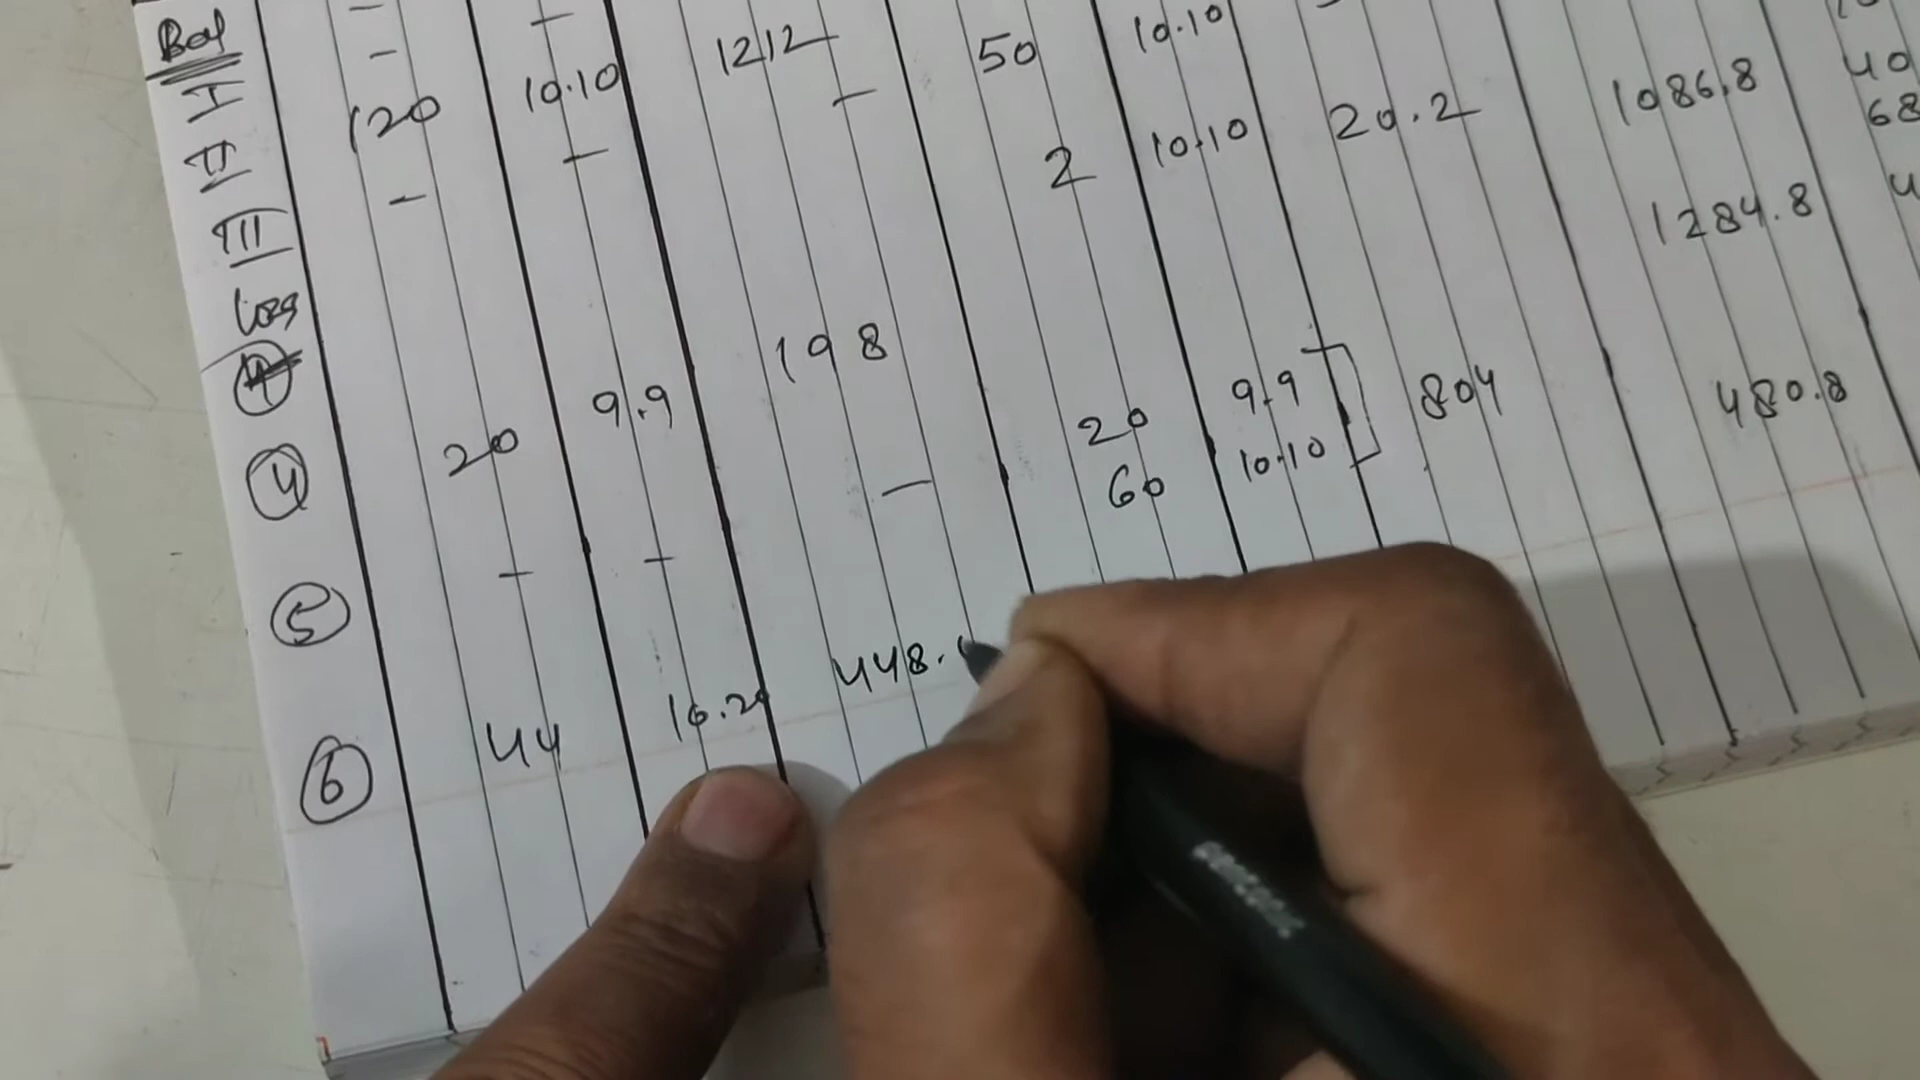 Bal — —
I — 1212 50 10.10 —
II 120 10.10 — 2 10.10 20.2 1086.8 40
68
III — — 1284.8
Loss
4
④ 20 9.9 198 20 9.9 804 480.8
60 10.10
⑤ — — —
⑥ 44 448.